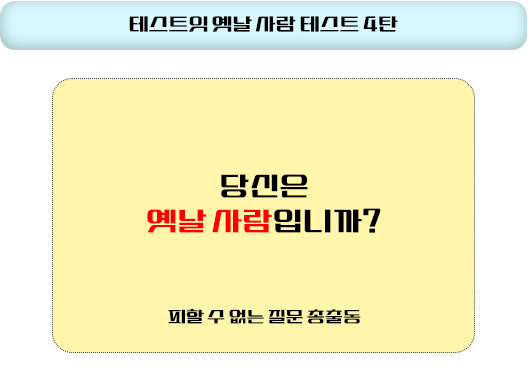 테스트잇 옛날 사람 테스트 4탄
당신은
옛날 사람입니까?
피할 수 없는 질문 총출동